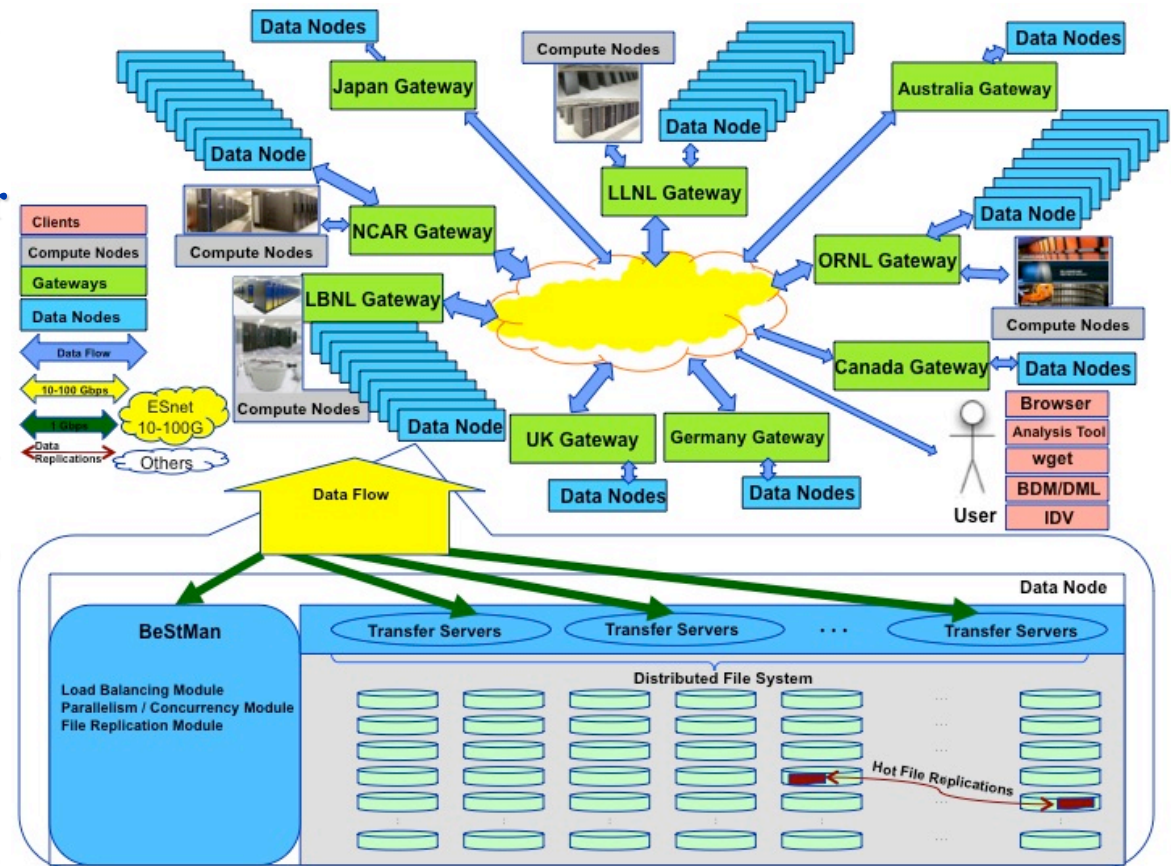 Data Nodes
Japan Gateway
Compute Nodes
Data Node
LLNL Gateway
Data Nodes
Australia Gateway
Data Node
NCAR Gateway
Compute Nodes
Data Node
ORNL Gateway
Compute Nodes
Clients
Compute Nodes
Gateways
Data Nodes
Data Flow
10-100 Gbps
1 Gbps
Data
Replications
ESnet
10-100G
Others
LBNL Gateway
Compute Nodes
Data Node
UK Gateway
Data Nodes
Germany Gateway
Data Nodes
Canada Gateway
Data Nodes
User
Browser
Analysis Tool
wget
BDM/DML
IDV
Data Flow
Data Node
BeStMan
Load Balancing Module
Parallelism / Concurrency Module
File Replication Module
Transfer Servers
Transfer Servers
...
Transfer Servers
Distributed File System
Hot File Replications